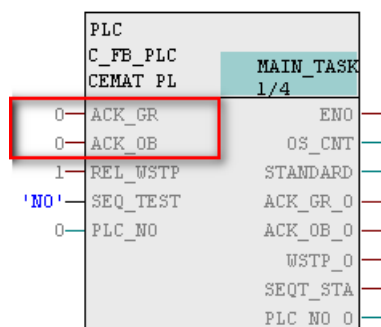 PLC
C_FB_PLC
CEMAT PL
MAIN_TASK
1/4
0 ACK_GR ENO
0 ACK_OB OS_CNT
1 REL_WSTP STANDARD
'NO' SEQ_TEST ACK_GR_O
0 PLC_NO ACK_OB_O
WSTP_O
SEQT_STA
PLC_NO_O